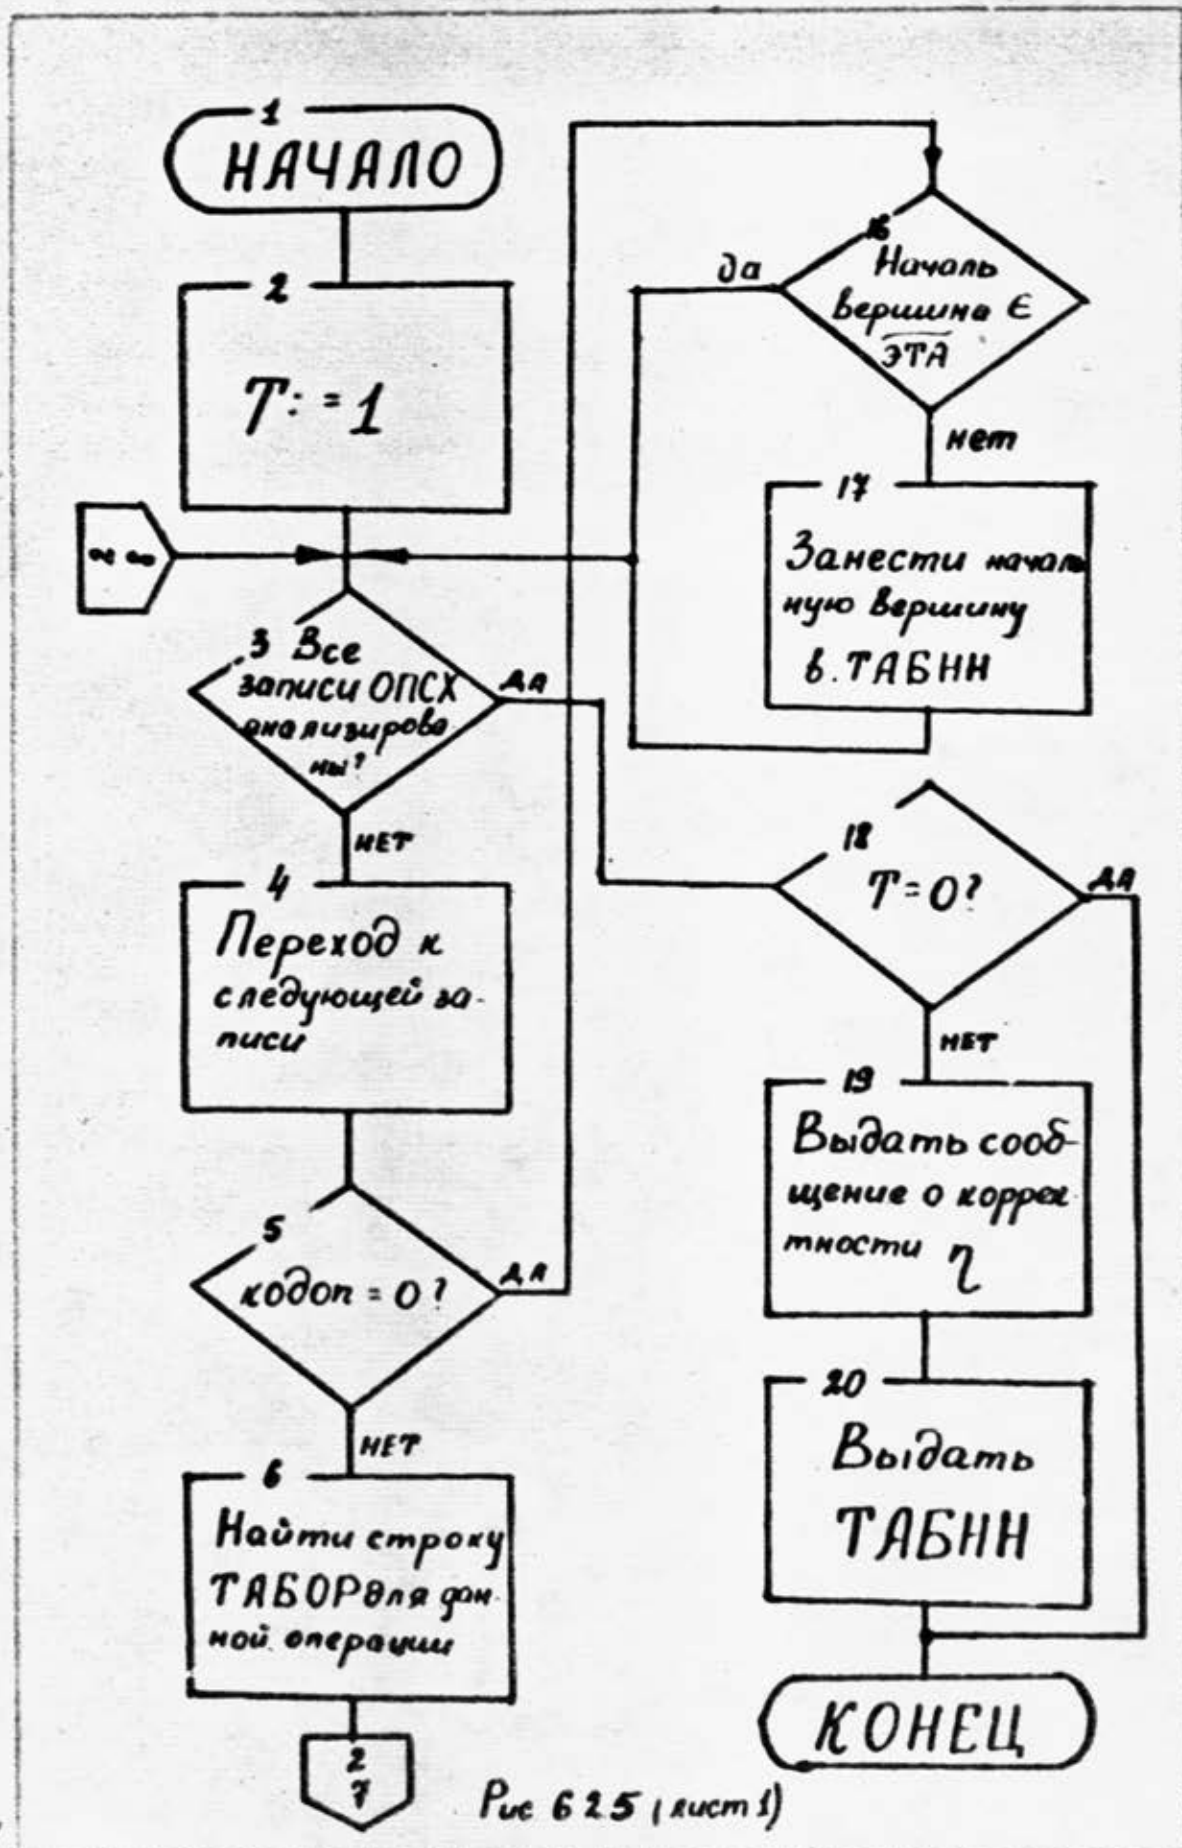 1
НАЧАЛО
2
Т:=1
2
3 Все
записи ОПСХ
анализирова
ны?
ДА
НЕТ
4
Переход к
следующей за-
писи
5
кодоп = 0?
ДА
НЕТ
6
Найти строку
ТАБОР для дан-
ной операции
2
7
16
Началь
вершина ∈
ЭТА
да
нет
17
Занести началь
ную вершину
в. ТАБНН
18
Т=0?
ДА
НЕТ
19
Выдать сооб-
щение о коррек
тности η
20
Выдать
ТАБНН
КОНЕЦ
Рис 6 2.5 (лист 1)